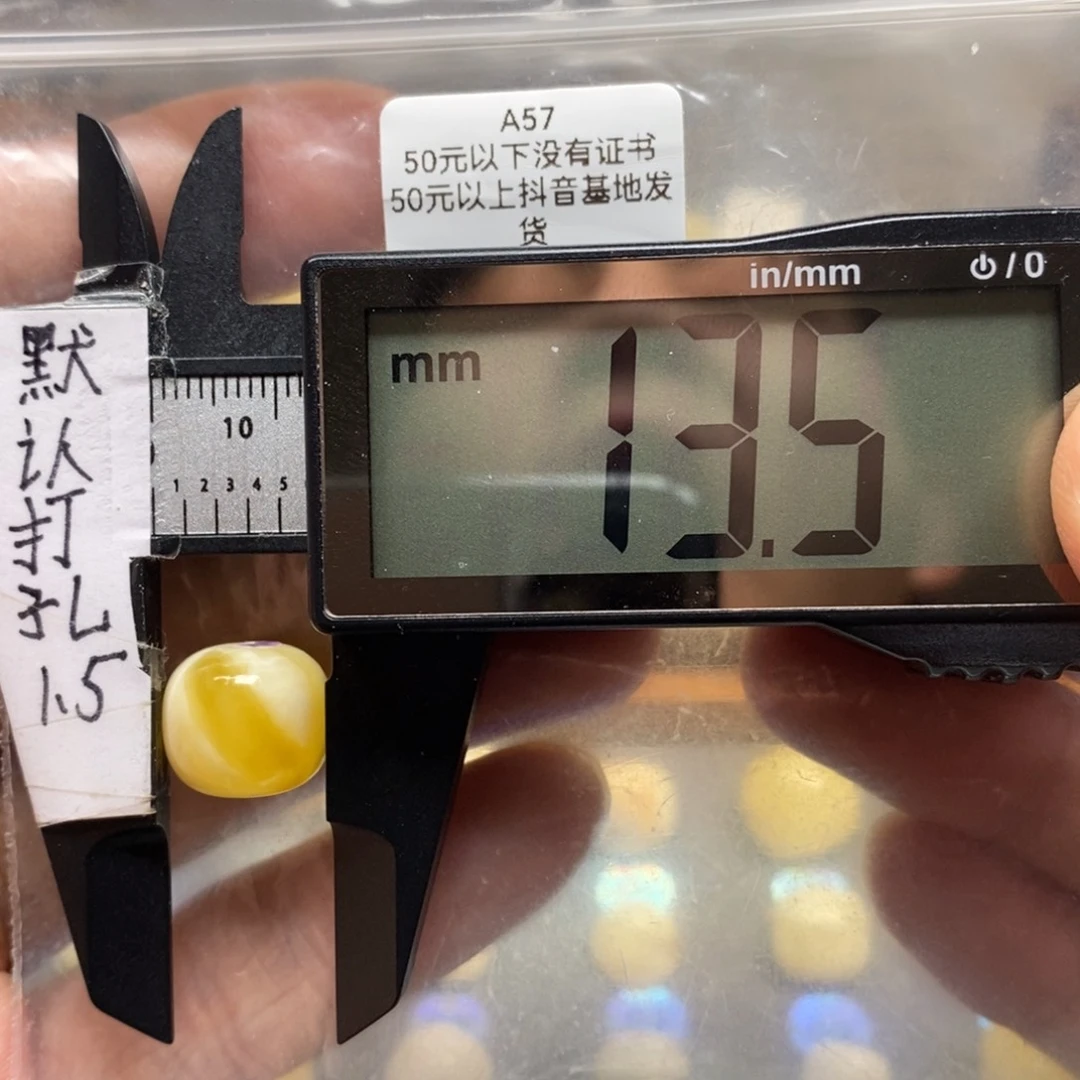 A57
50元以下没有证书
50元以上抖音基地发
货
in/mm
⏻/0
mm
13.5
10
1 2 3 4 5
默
认
打
孔
1.5